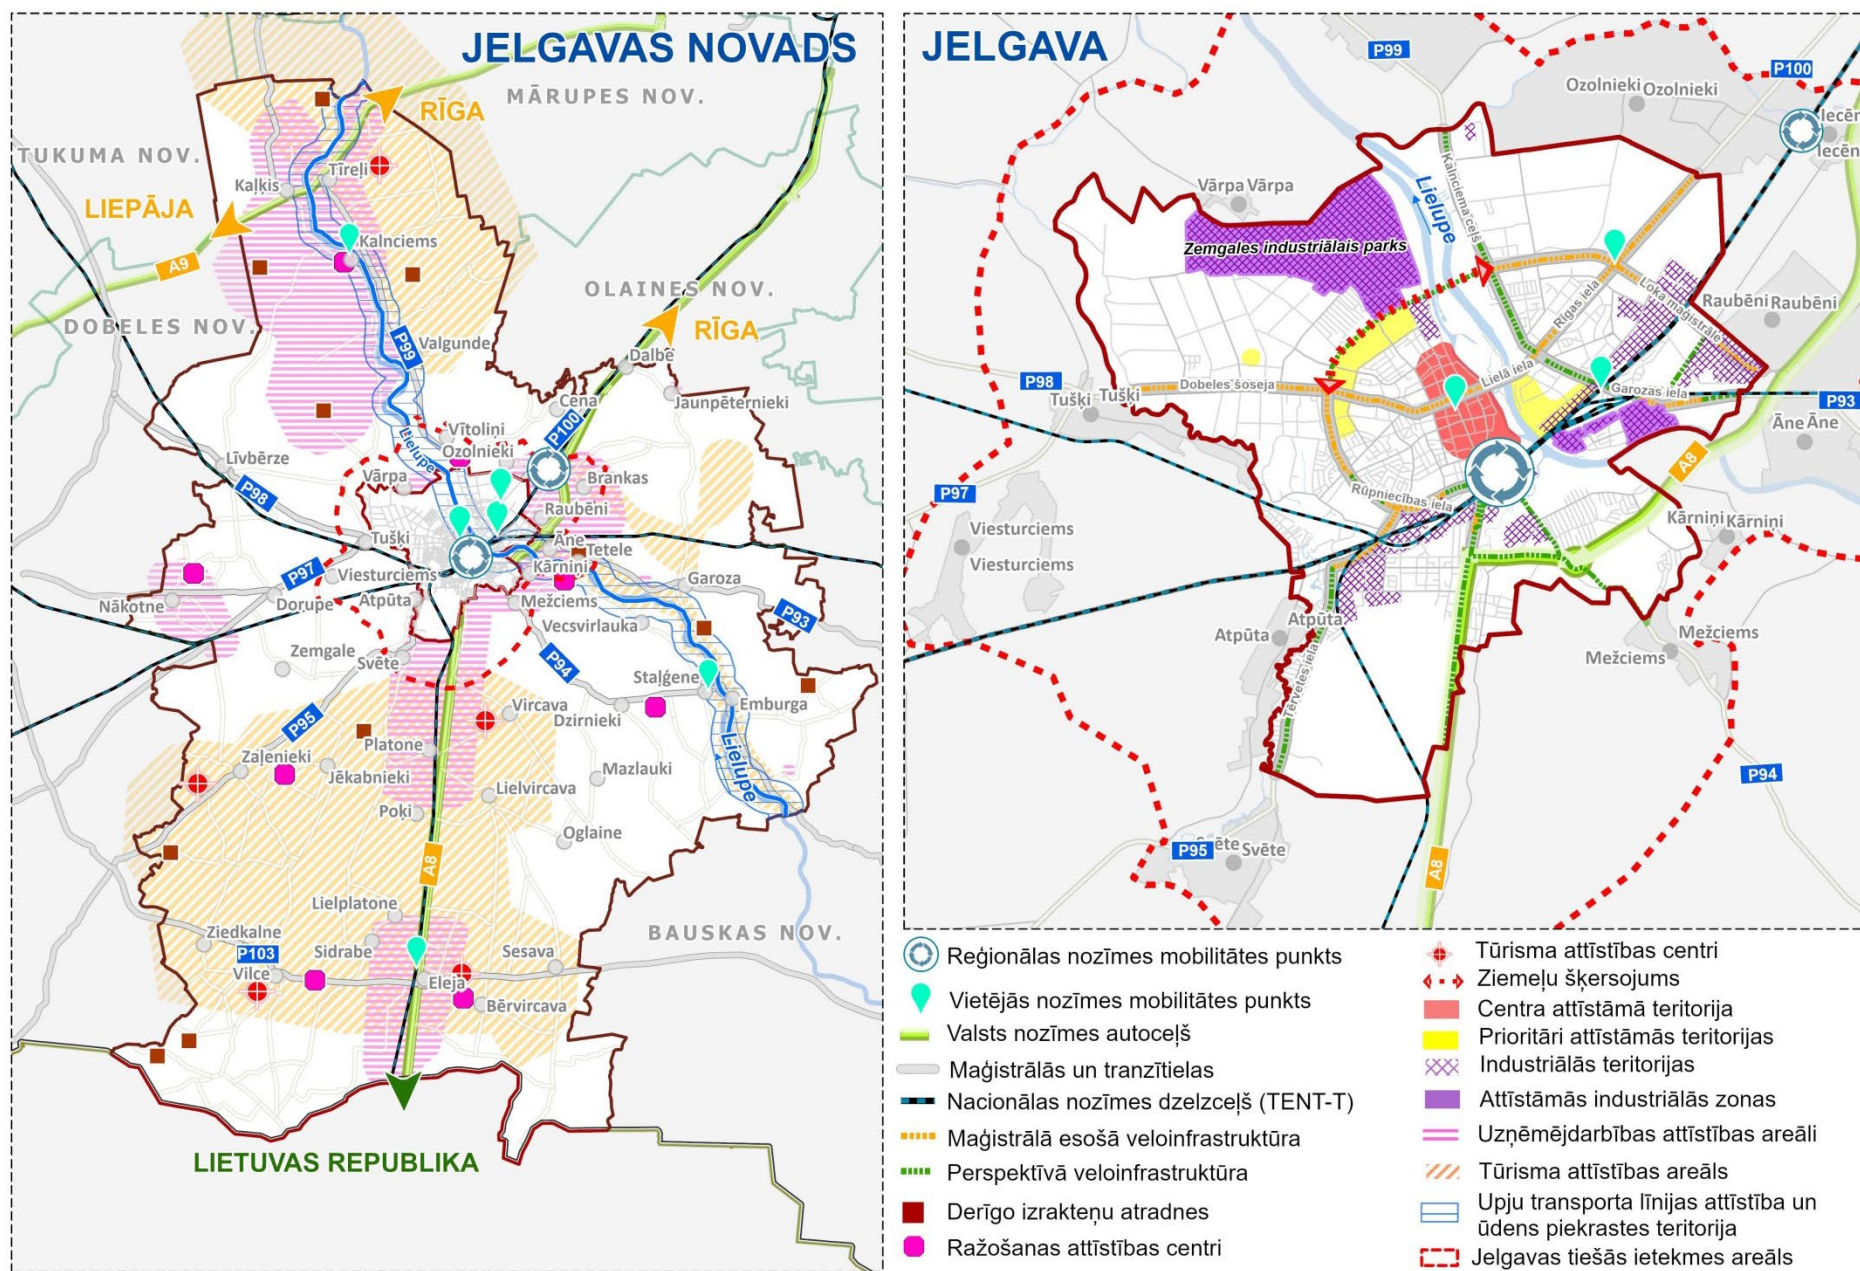 JELGAVAS NOVADS
MĀRUPES NOV.
RĪGA
TUKUMA NOV.
Kaļķis
Tīreļi
LIEPĀJA
Kalnciems
A9
OLAINES NOV.
RĪGA
DOBELES NOV.
P99
Valgunde
Dalbe
Cena
Jaunpēternieki
P100
Vītoliņi
Ozolnieki
Lielupe
Līvbērze
Vārpa
Brankas
P98
Raubēni
Tušķi
Āne
Tetele
P97
Viesturciems
Kārniņi
Garoza
Nākotne
Dorupe
Atpūta
Mežciems
P93
Vecsvirlauka
Zemgale
Svēte
P94
Staļģene
Emburga
Vircava
Dzirnieki
P95
Zaļenieki
Platone
Jēkabnieki
Mazlauki
Lielupe
Lielvircava
Poķi
Oglaine
A8
Lielplatone
BAUSKAS NOV.
Ziedkalne
Sidrabe
Sesava
P103
Vilce
Eleja
Bērvircava
LIETUVAS REPUBLIKA
JELGAVA
P99
P100
Ozolnieki Ozolnieki
Iecēn
Iecēn
Kalnciema ceļš
Vārpa Vārpa
Lielupe
Zemgales industriālais parks
Loka maģistrāle
Rīgas iela
Raubēni Raubēni
P98
Tušķi Tušķi
Dobeles šoseja
Lielā iela
Garozas iela
P93
Āne Āne
A8
P97
Rūpniecības iela
Viesturciems
Viesturciems
Kārniņi Kārniņi
Atpūta Atpūta
Mežciems
Mežciems
Tērvetes iela
P94
P95
Svēte Svēte
A8
Reģionālas nozīmes mobilitātes punkts
Vietējās nozīmes mobilitātes punkts
Valsts nozīmes autoceļš
Maģistrālās un tranzītielas
Nacionālas nozīmes dzelzceļš (TENT-T)
Maģistrālā esošā veloinfrastruktūra
Perspektīvā veloinfrastruktūra
Derīgo izrakteņu atradnes
Ražošanas attīstības centri
Tūrisma attīstības centri
Ziemeļu šķersojums
Centra attīstāmā teritorija
Prioritāri attīstāmās teritorijas
Industriālās teritorijas
Attīstāmās industriālās zonas
Uzņēmējdarbības attīstības areāli
Tūrisma attīstības areāls
Upju transporta līnijas attīstība un
ūdens piekrastes teritorija
Jelgavas tiešās ietekmes areāls